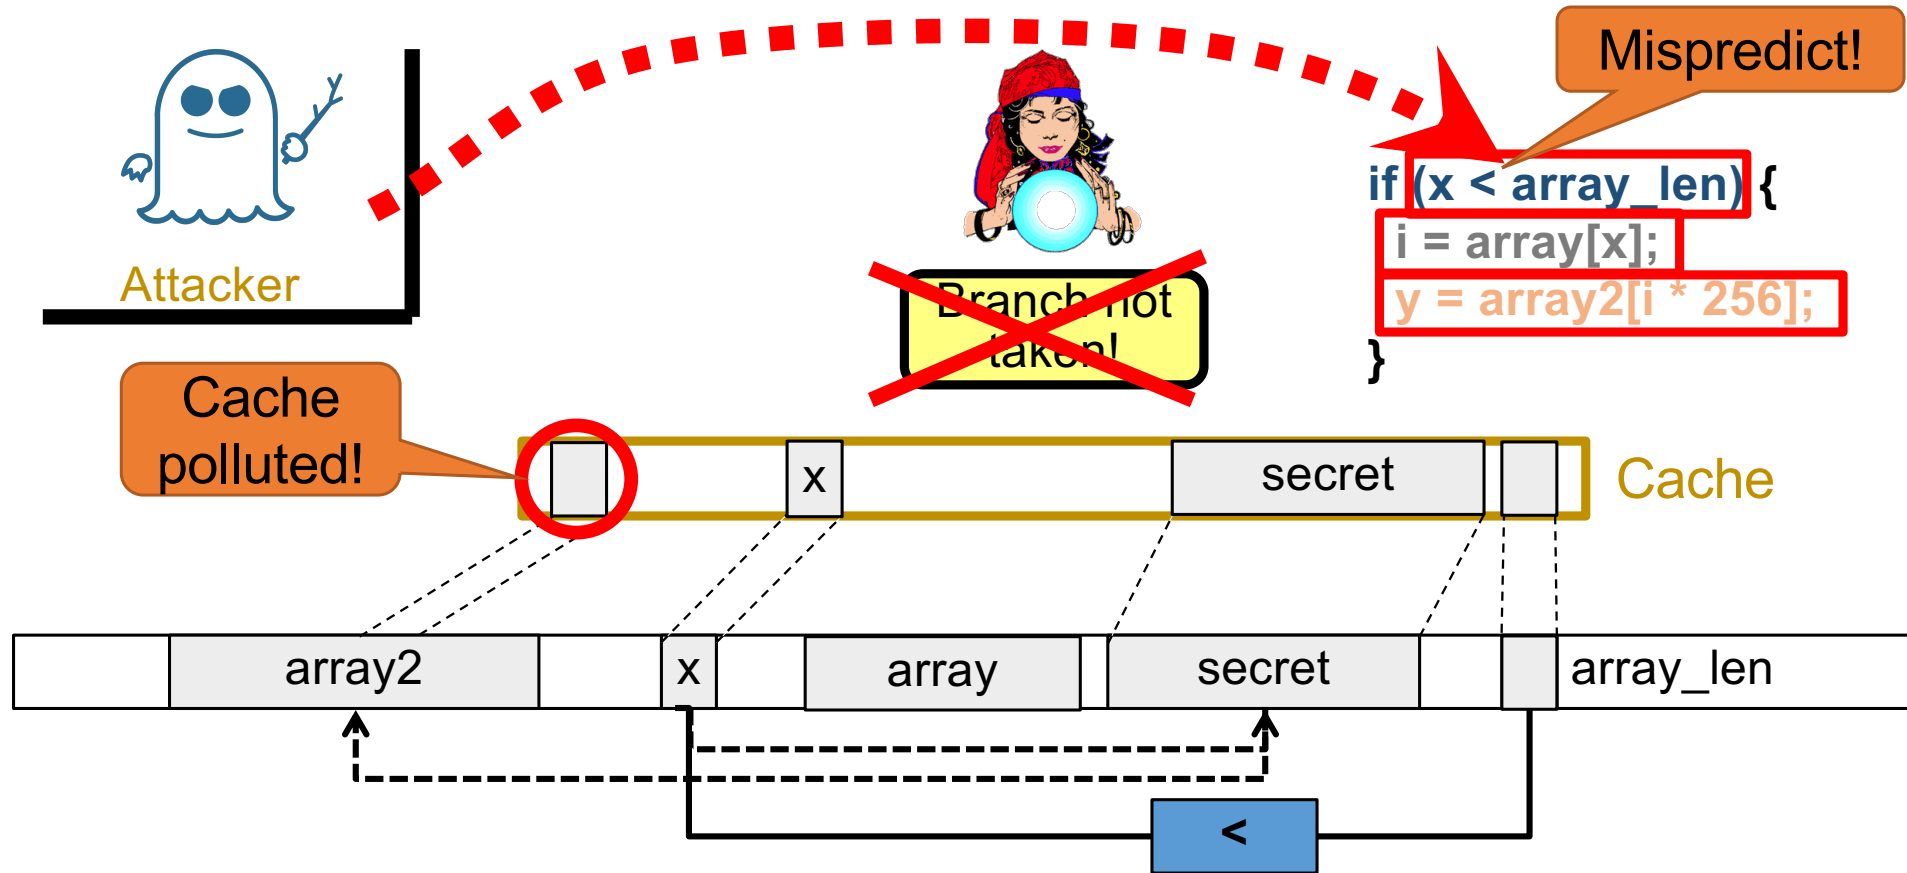 Mispredict!
if (x < array_len) {
i = array[x];
y = array2[i * 256];
}
Attacker
Branch not
taken!
Cache
polluted!
x
secret
Cache
array2
x
array
secret
array_len
<